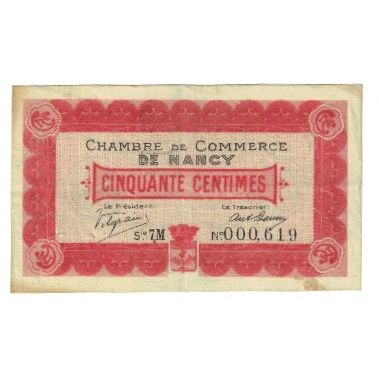 CHAMBRE DE COMMERCE
DE NANCY
CINQUANTE CENTIMES
Le Président: Le Trésorier:
Sie 7M No 000,619